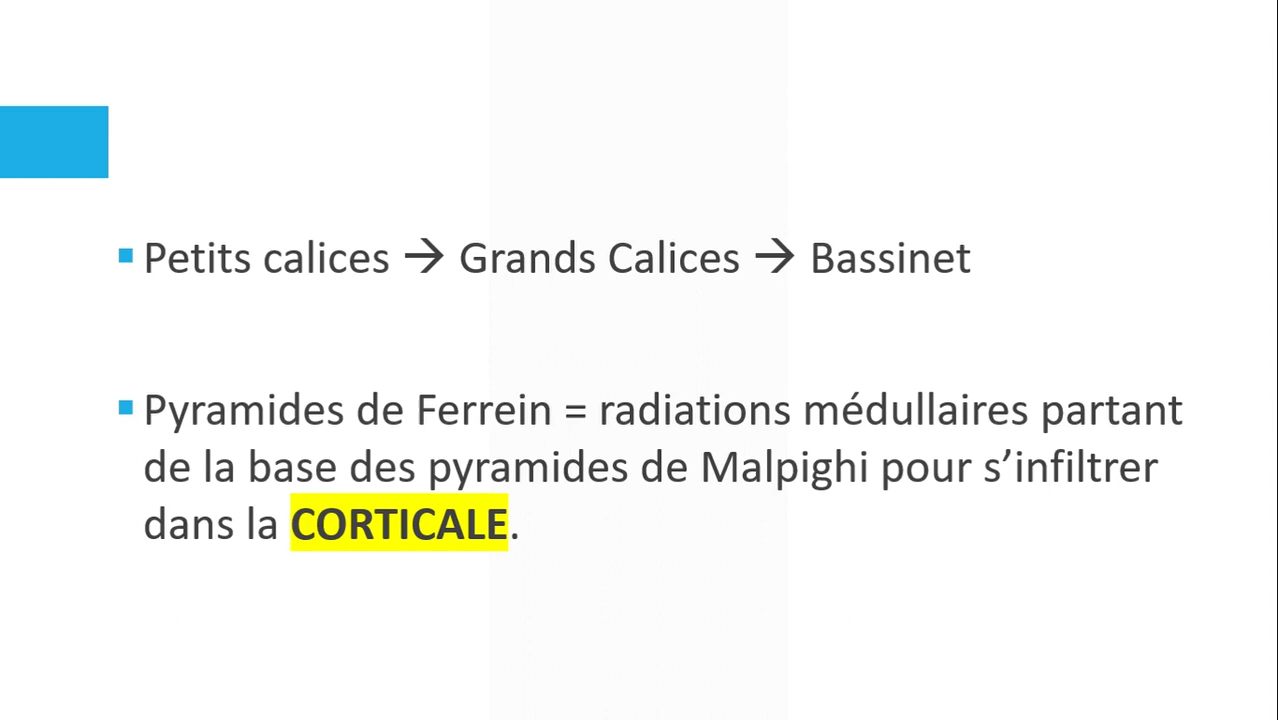 Petits calices → Grands Calices → Bassinet
Pyramides de Ferrein = radiations médullaires partant
de la base des pyramides de Malpighi pour s’infiltrer
dans la CORTICALE.